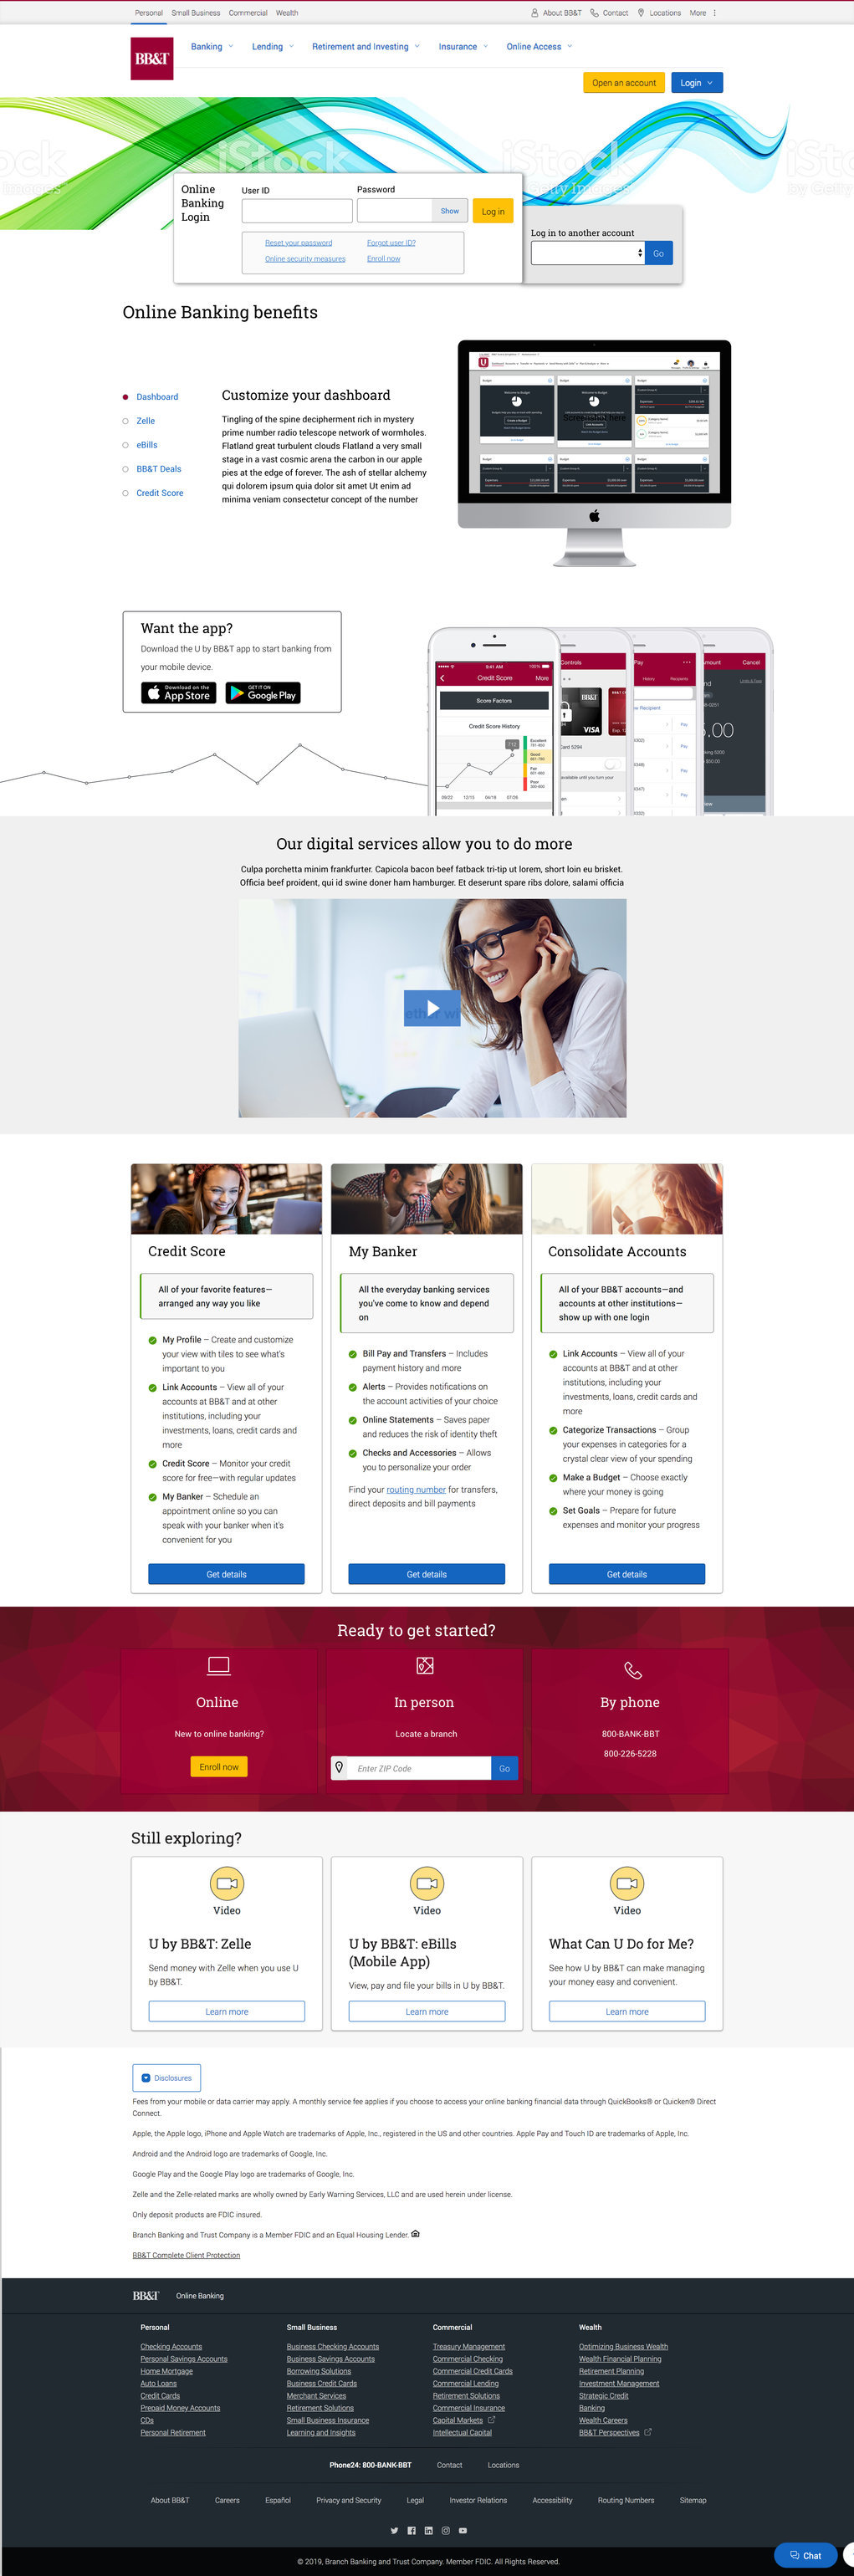 Personal Small Business Commercial Wealth
About BB&T Contact Locations More
BB&T
Banking Lending Retirement and Investing Insurance Online Access
Open an account Login
iStock
Online
Banking
Login
User ID
Password
Show
Log in
Reset your password Forgot user ID?
Online security measures Enroll now
Log in to another account
Go
Online Banking benefits
Dashboard
Zelle
eBills
BB&T Deals
Credit Score
Customize your dashboard
Tingling of the spine decipherment rich in mystery
prime number radio telescope network of wormholes.
Flatland great turbulent clouds Flatland a very small
stage in a vast cosmic arena the carbon in our apple
pies at the edge of forever. The ash of stellar alchemy
qui dolorem ipsum quia dolor sit amet Ut enim ad
minima veniam consectetur concept of the number
Want the app?
Download the U by BB&T app to start banking from
your mobile device.
Download on the
App Store
GET IT ON
Google Play
9:41 AM 100%
Credit Score More
Score Factors
Credit Score History
712
Excellent
Good
Fair
Poor
09/22 12/15 04/18 07/09
Controls
BB&T
VISA
Card 5294
Pay
History Recipients
Pay
Pay
Pay
Pay
Cancel
Our digital services allow you to do more
Culpa porchetta minim frankfurter. Capicola bacon beef fatback tri-tip ut lorem, short loin eu brisket.
Officia beef proident, qui id swine doner ham hamburger. Et deserunt spare ribs dolore, salami officia
Credit Score
All of your favorite features—
arranged any way you like
My Profile – Create and customize
your view with tiles to see what's
important to you
Link Accounts – View all of your
accounts at BB&T and at other
institutions, including your
investments, loans, credit cards and
more
Credit Score – Monitor your credit
score for free—with regular updates
My Banker – Schedule an
appointment online so you can
speak with your banker when it's
convenient for you
Get details
My Banker
All the everyday banking services
you've come to know and depend
on
Bill Pay and Transfers – Includes
payment history and more
Alerts – Provides notifications on
the account activities of your choice
Online Statements – Saves paper
and reduces the risk of identity theft
Checks and Accessories – Allows
you to personalize your order
Find your routing number for transfers,
direct deposits and bill payments
Get details
Consolidate Accounts
All of your BB&T accounts—and
accounts at other institutions—
show up with one login
Link Accounts – View all of your
accounts at BB&T and at other
institutions, including your
investments, loans, credit cards and
more
Categorize Transactions – Group
your expenses in categories for a
crystal clear view of your spending
Make a Budget – Choose exactly
where your money is going
Set Goals – Prepare for future
expenses and monitor your progress
Get details
Ready to get started?
Online
New to online banking?
Enroll now
In person
Locate a branch
Enter ZIP Code
Go
By phone
800-BANK-BBT
800-226-5228
Still exploring?
Video
U by BB&T: Zelle
Send money with Zelle when you use U
by BB&T.
Learn more
Video
U by BB&T: eBills
(Mobile App)
View, pay and file your bills in U by BB&T.
Learn more
Video
What Can U Do for Me?
See how U by BB&T can make managing
your money easy and convenient.
Learn more
Disclosures
Fees from your mobile or data carrier may apply. A monthly service fee applies if you choose to access your online banking financial data through QuickBooks® or Quicken® Direct
Connect.
Apple, the Apple logo, iPhone and Apple Watch are trademarks of Apple, Inc., registered in the US and other countries. Apple Pay and Touch ID are trademarks of Apple, Inc.
Android and the Android logo are trademarks of Google, Inc.
Google Play and the Google Play logo are trademarks of Google, Inc.
Zelle and the Zelle-related marks are wholly owned by Early Warning Services, LLC and are used herein under license.
Only deposit products are FDIC insured.
Branch Banking and Trust Company is a Member FDIC and an Equal Housing Lender.
BB&T Complete Client Protection
BB&T Online Banking
Personal
Checking Accounts
Personal Savings Accounts
Home Mortgage
Auto Loans
Credit Cards
Prepaid Money Accounts
CDs
Personal Retirement
Small Business
Business Checking Accounts
Business Savings Accounts
Borrowing Solutions
Business Credit Cards
Merchant Services
Retirement Solutions
Small Business Insurance
Learning and Insights
Commercial
Treasury Management
Commercial Checking
Commercial Credit Cards
Commercial Lending
Retirement Solutions
Commercial Insurance
Capital Markets
Intellectual Capital
Wealth
Optimizing Business Wealth
Wealth Financial Planning
Retirement Planning
Investment Management
Strategic Credit
Banking
Wealth Careers
BB&T Perspectives
Phone24: 800-BANK-BBT Contact Locations
About BB&T Careers Español Privacy and Security Legal Investor Relations Accessibility Routing Numbers Sitemap
© 2019, Branch Banking and Trust Company. Member FDIC. All Rights Reserved.
Chat